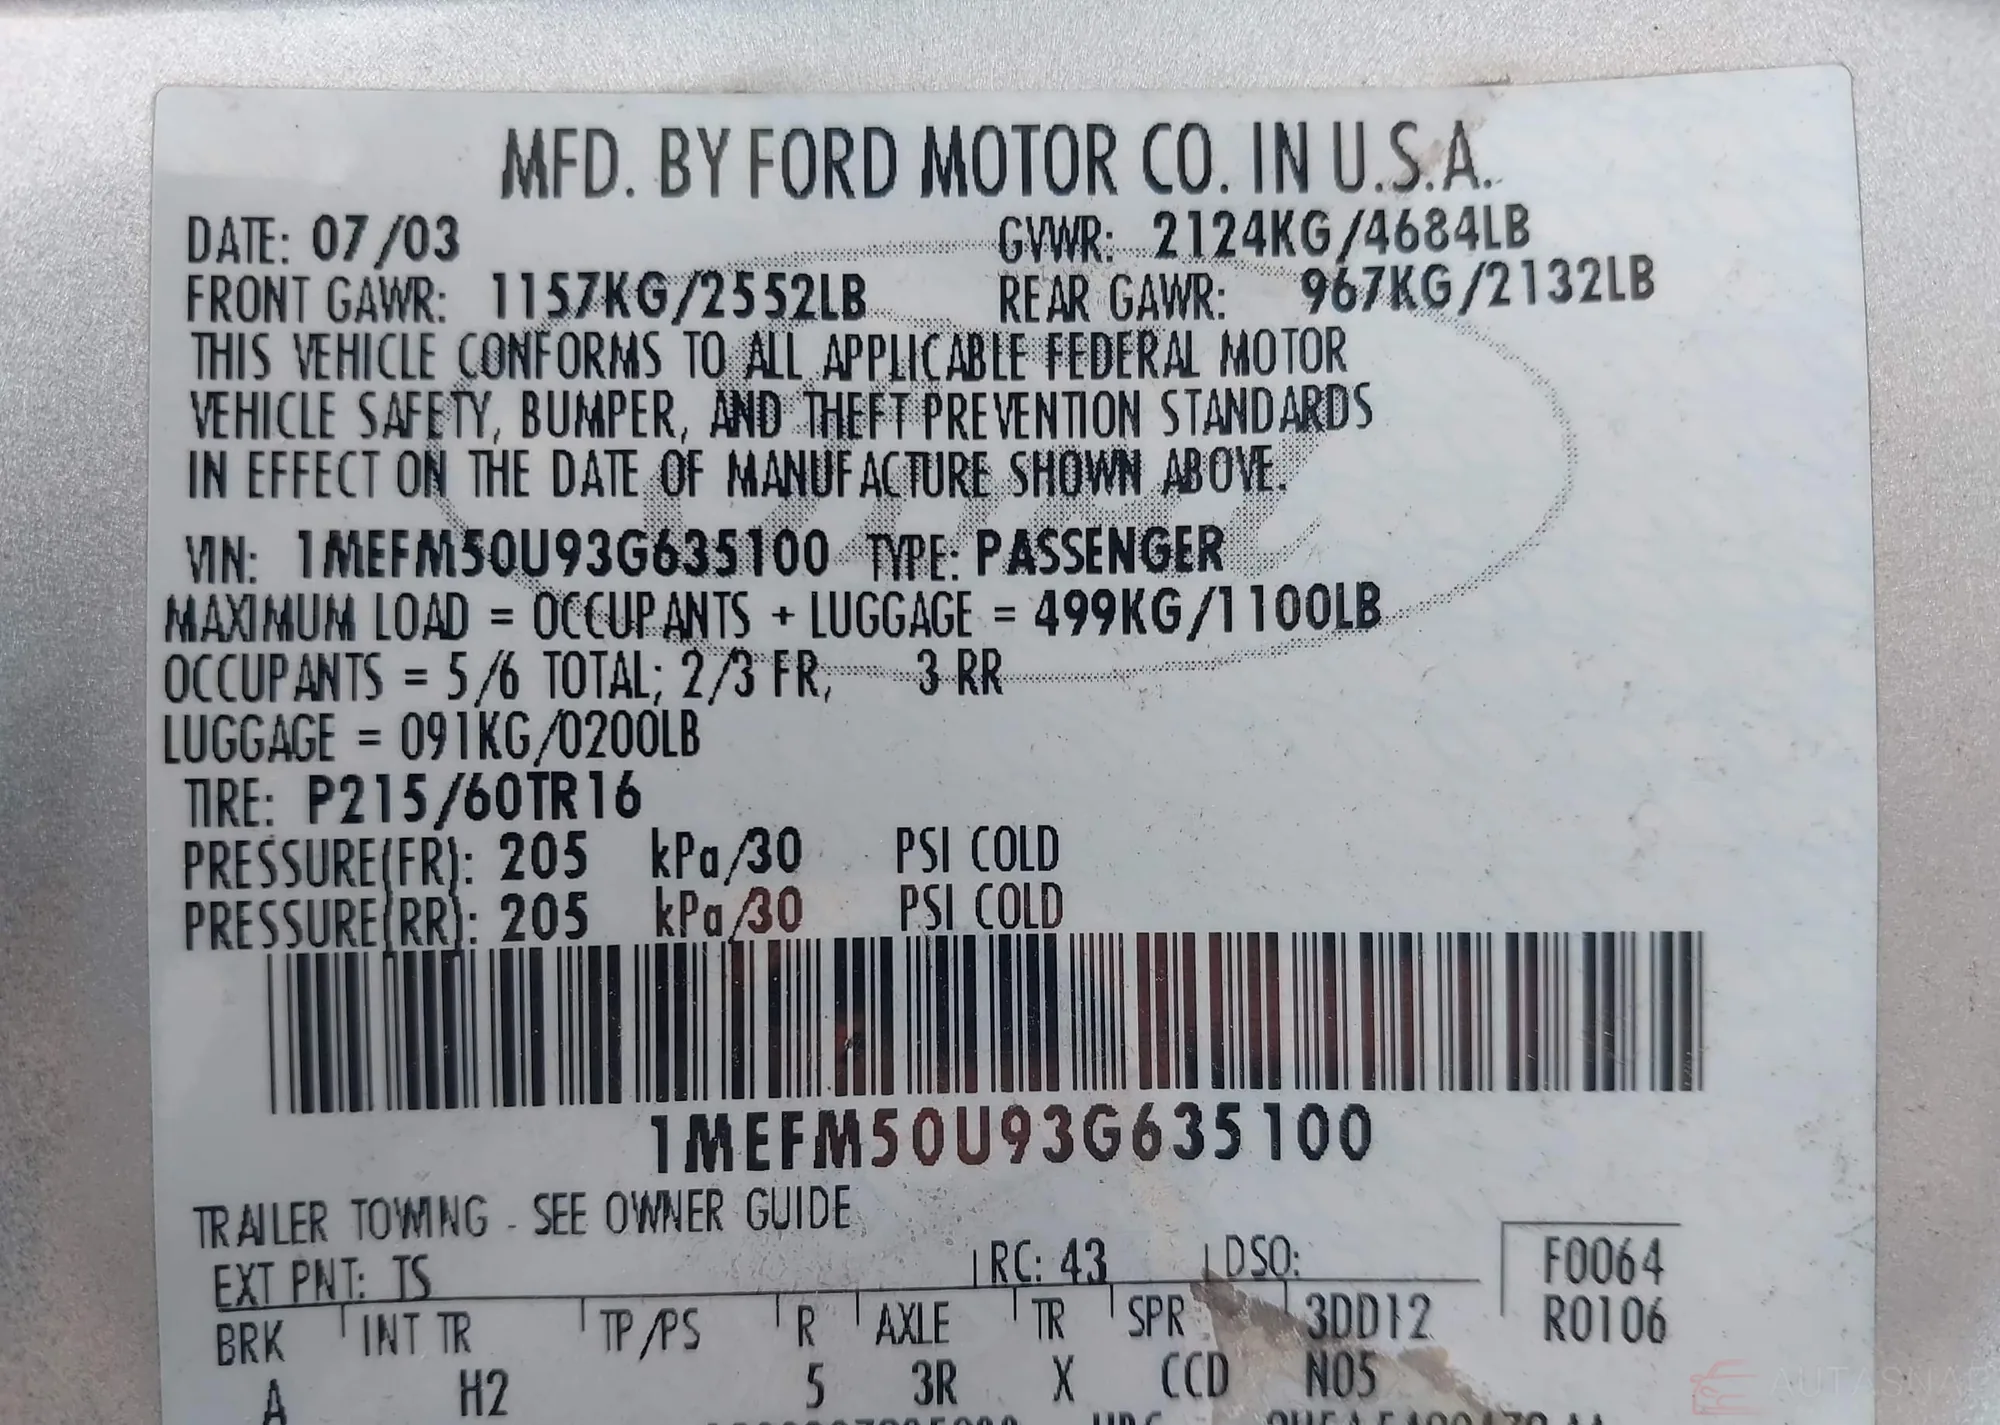 MFD. BY FORD MOTOR CO. IN U.S.A.
DATE: 07/03 GVWR: 2124KG/4684LB
FRONT GAWR: 1157KG/2552LB REAR GAWR: 967KG/2132LB
THIS VEHICLE CONFORMS TO ALL APPLICABLE FEDERAL MOTOR
VEHICLE SAFETY, BUMPER, AND THEFT PREVENTION STANDARDS
IN EFFECT ON THE DATE OF MANUFACTURE SHOWN ABOVE.
VIN: 1MEFM50U93G635100 TYPE: PASSENGER
MAXIMUM LOAD = OCCUPANTS + LUGGAGE = 499KG/1100LB
OCCUPANTS = 5/6 TOTAL; 2/3 FR, 3 RR
LUGGAGE = 091KG/0200LB
TIRE: P215/60TR16
PRESSURE(FR): 205 kPa/30 PSI COLD
PRESSURE(RR): 205 kPa/30 PSI COLD
1MEFM50U93G635100
TRAILER TOWING - SEE OWNER GUIDE
EXT PNT: TS RC: 43 DSO: F0064
BRK INT TR TP/PS R AXLE TR SPR 3DD12 R0106
A H2 5 3R X CCD N05